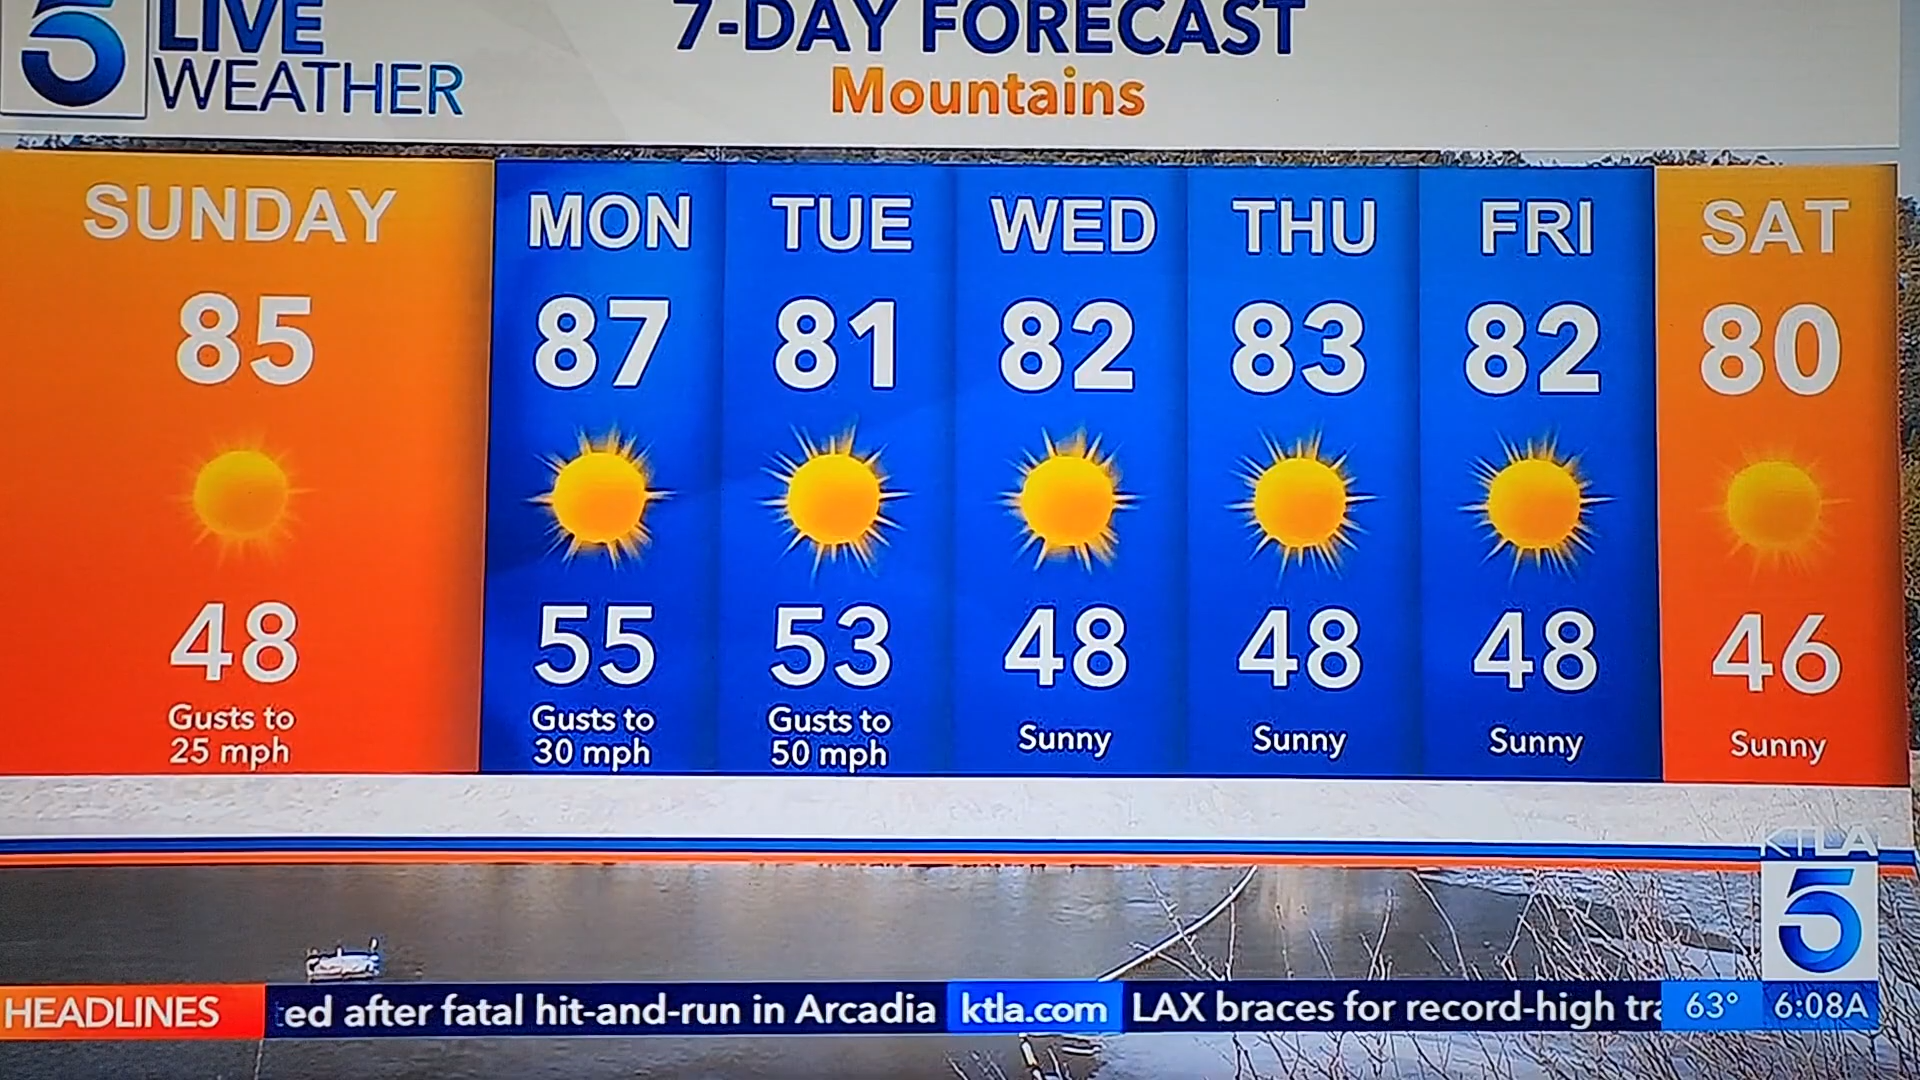 5 LIVE
WEATHER
7-DAY FORECAST
Mountains
SUNDAY
85
48
Gusts to
25 mph
MON
87
55
Gusts to
30 mph
TUE
81
53
Gusts to
50 mph
WED
82
48
Sunny
THU
83
48
Sunny
FRI
82
48
Sunny
SAT
80
46
Sunny
KTLA
5
HEADLINES ed after fatal hit-and-run in Arcadia ktla.com LAX braces for record-high 63° 6:08A